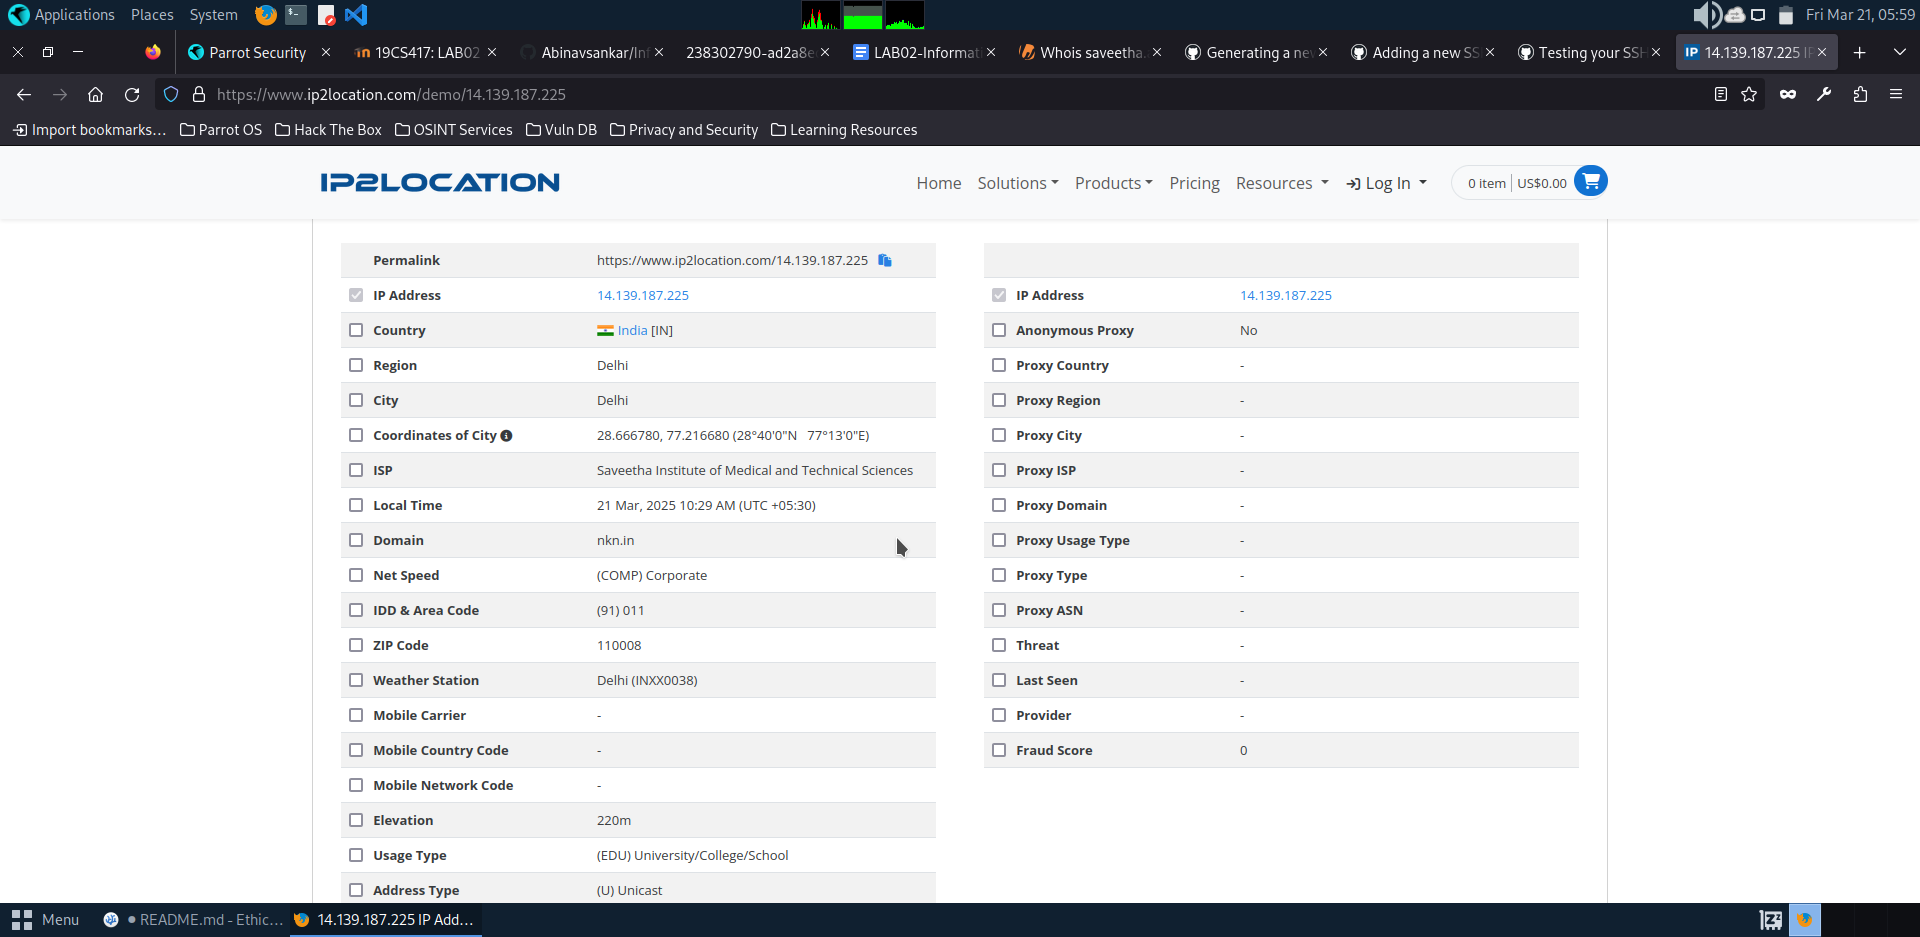 Applications Places System Fri Mar 21, 05:59
Parrot Security 19CS417: LAB02 Abinavsankar/Inf 238302790-ad2a8e LAB02-Informat Whois saveetha. Generating a new Adding a new SS Testing your SSH IP 14.139.187.225 IP
https://www.ip2location.com/demo/14.139.187.225
Import bookmarks... Parrot OS Hack The Box OSINT Services Vuln DB Privacy and Security Learning Resources
IP2LOCATION Home Solutions Products Pricing Resources Log In 0 item US$0.00
Permalink https://www.ip2location.com/14.139.187.225
IP Address 14.139.187.225
Country India [IN]
Region Delhi
City Delhi
Coordinates of City 28.666780, 77.216680 (28°40'0"N 77°13'0"E)
ISP Saveetha Institute of Medical and Technical Sciences
Local Time 21 Mar, 2025 10:29 AM (UTC +05:30)
Domain nkn.in
Net Speed (COMP) Corporate
IDD & Area Code (91) 011
ZIP Code 110008
Weather Station Delhi (INXX0038)
Mobile Carrier -
Mobile Country Code -
Mobile Network Code -
Elevation 220m
Usage Type (EDU) University/College/School
Address Type (U) Unicast
IP Address 14.139.187.225
Anonymous Proxy No
Proxy Country -
Proxy Region -
Proxy City -
Proxy ISP -
Proxy Domain -
Proxy Usage Type -
Proxy Type -
Proxy ASN -
Threat -
Last Seen -
Provider -
Fraud Score 0
Menu README.md - Ethic... 14.139.187.225 IP Add...